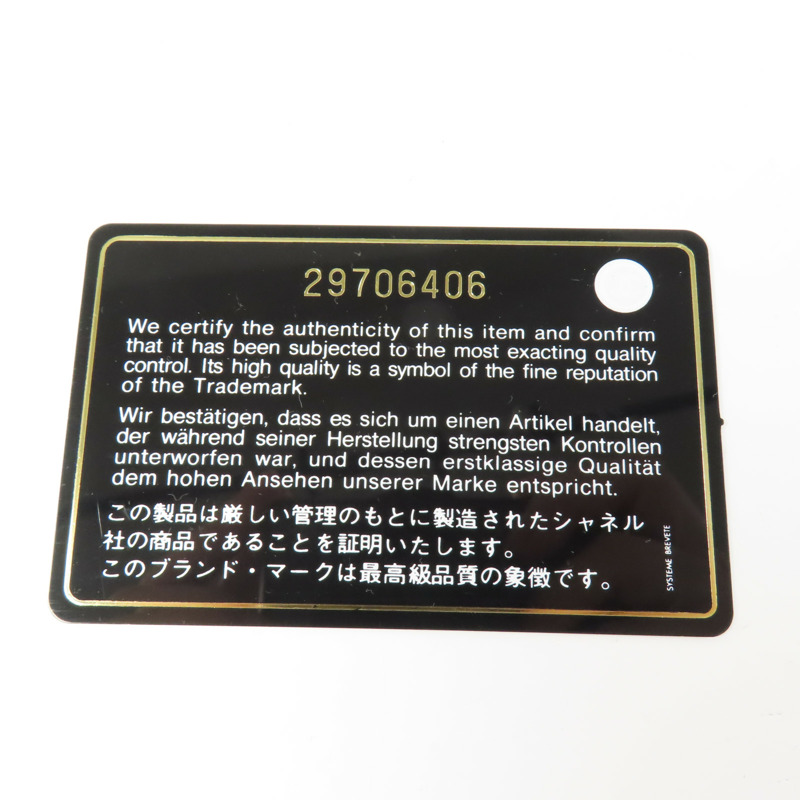 29706406
We certify the authenticity of this item and confirm
that it has been subjected to the most exacting quality
control. Its high quality is a symbol of the fine reputation
of the Trademark.
Wir bestätigen, dass es sich um einen Artikel handelt,
der während seiner Herstellung strengsten Kontrollen
unterworfen war, und dessen erstklassige Qualität
dem hohen Ansehen unserer Marke entspricht.
この製品は厳しい管理のもとに製造されたシャネル
社の商品であることを証明いたします。
このブランド・マークは最高級品質の象徴です。
SYSTEME BREVETE